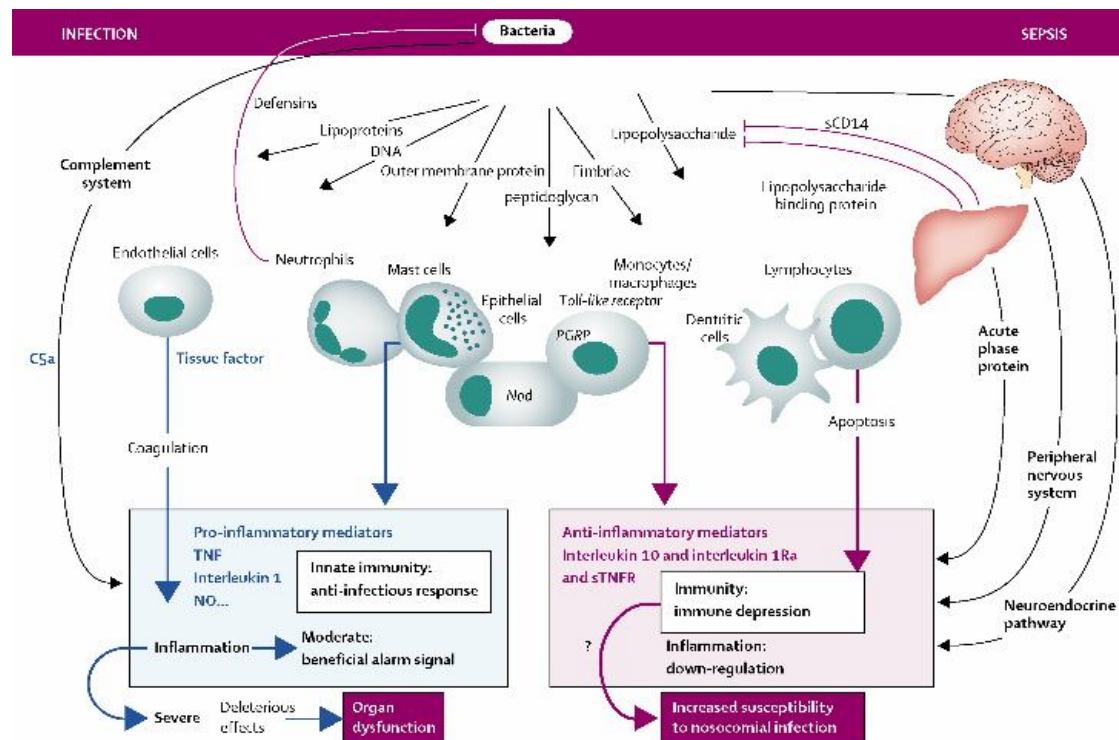 INFECTION
Bacteria
SEPSIS
Defensins
Lipoproteins
DNA
Outer membrane protein
peptidoglycan
Fimbriae
Lipopolysaccharide
sCD14
Lipopolysaccharide
binding protein
Complement
system
Endothelial cells
Neutrophils
Mast cells
Epithelial
cells
Monocytes/
macrophages
Toll-like receptor
PGRP
Nod
Lymphocytes
Dentritic
cells
Acute
phase
protein
C5a
Tissue factor
Coagulation
Apoptosis
Peripheral
nervous
system
Neuroendocrine
pathway
Pro-inflammatory mediators
TNF
Interleukin 1
NO...
Innate immunity:
anti-infectious response
Inflammation
Moderate:
beneficial alarm signal
Severe
Deleterious
effects
Organ
dysfunction
Anti-inflammatory mediators
Interleukin 10 and interleukin 1Ra
and sTNFR
Immunity:
immune depression
?
Inflammation:
down-regulation
Increased susceptibility
to nosocomial infection